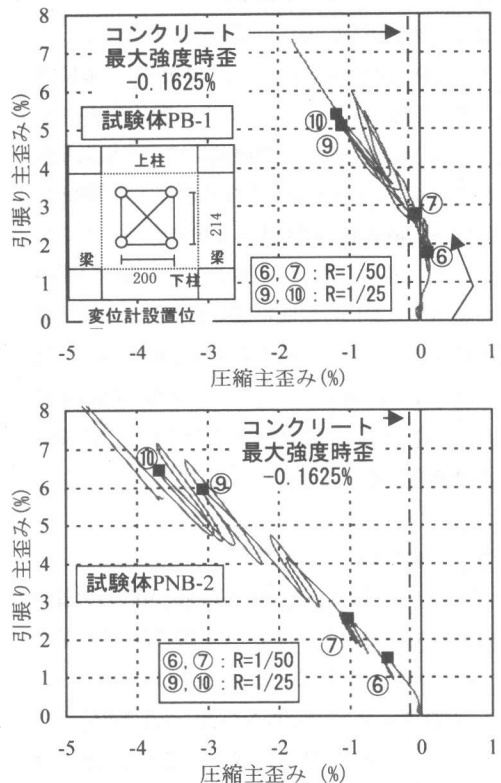 コンクリート
最大強度時歪
-0.1625%
試験体PB-1
上柱
梁
梁
214
200
下柱
変位計設置位
⑩
⑨
⑦
⑥
⑥, ⑦ : R=1/50
⑨, ⑩ : R=1/25
引張り主歪み(%)
8
7
6
5
4
3
2
1
0
-5
-4
-3
-2
-1
0
1
圧縮主歪み(%)
コンクリート
最大強度時歪
-0.1625%
⑩
⑨
試験体PNB-2
⑦
⑥
⑥, ⑦ : R=1/50
⑨, ⑩ : R=1/25
引張り主歪み(%)
8
7
6
5
4
3
2
1
0
-5
-4
-3
-2
-1
0
1
圧縮主歪み (%)